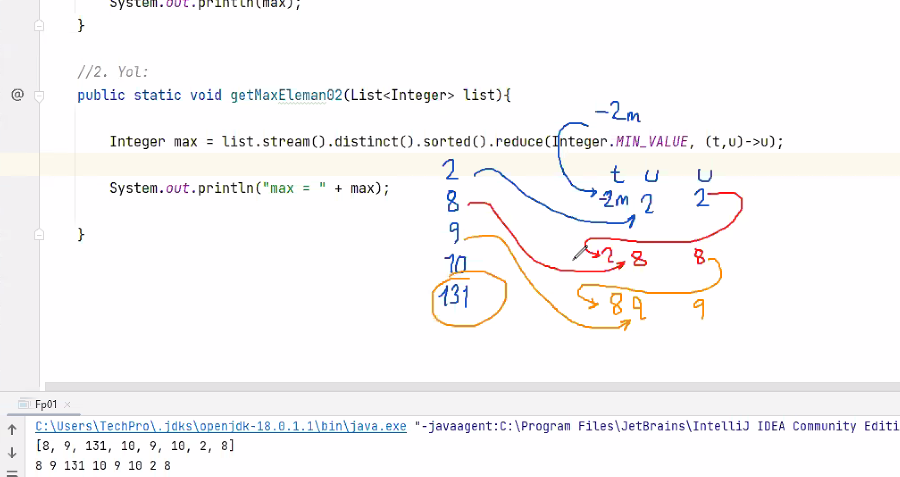 System.out.println(max);
}
//2. Yol:
@
public static void getMaxEleman02(List<Integer> list){
-2m
Integer max = list.stream().distinct().sorted().reduce(Integer.MIN_VALUE, (t,u)->u);
t u u
2 -2m 2 2
System.out.println("max = " + max);
8
9
}
2 8 8
10
131
8 9 9
Fp01
C:\Users\TechPro\.jdks\openjdk-18.0.1.1\bin\java.exe "-javaagent:C:\Program Files\JetBrains\IntelliJ IDEA Community Editi
[8, 9, 131, 10, 9, 10, 2, 8]
8 9 131 10 9 10 2 8